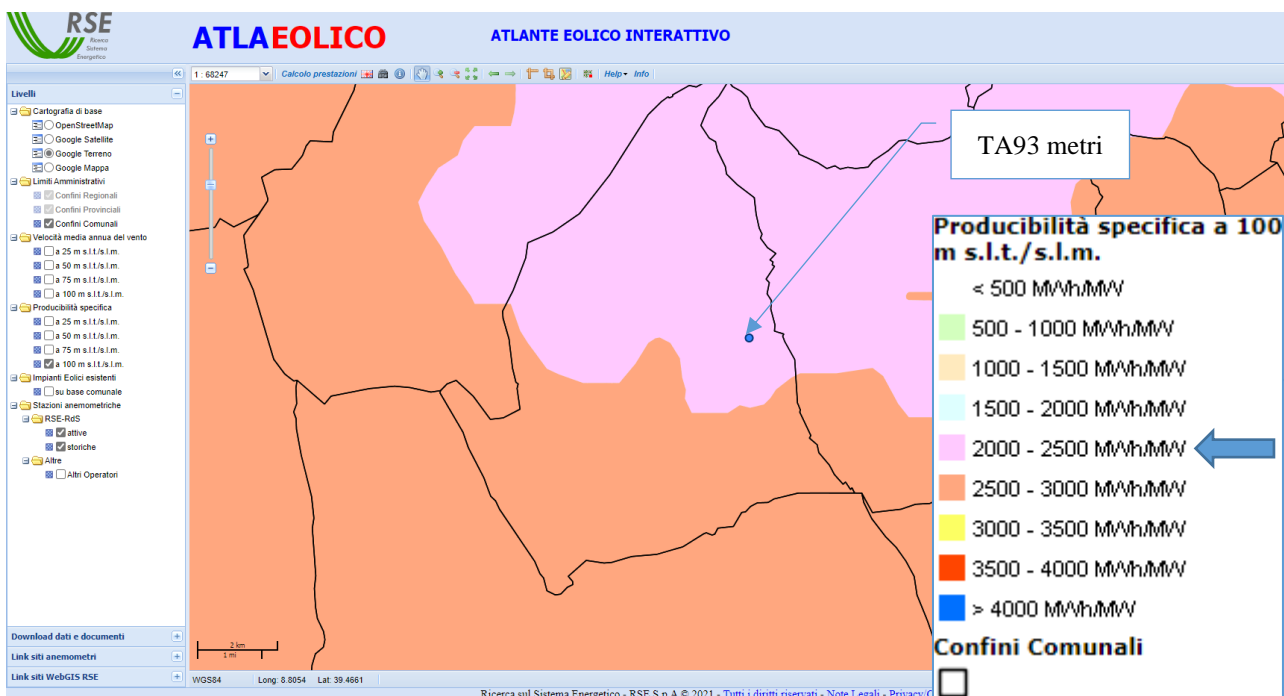 RSE
Ricerca
Sistema
Energetico
ATLAEOLICO
ATLANTE EOLICO INTERATTIVO
1 : 68247
Calcolo prestazioni
Help
Info
Livelli
Cartografia di base
OpenStreetMap
Google Satellite
Google Terreno
Google Mappa
Limiti Amministrativi
Confini Regionali
Confini Provinciali
Confini Comunali
Velocità media annua del vento
a 25 m s.l.t./s.l.m.
a 50 m s.l.t./s.l.m.
a 75 m s.l.t./s.l.m.
a 100 m s.l.t./s.l.m.
Producibilità specifica
a 25 m s.l.t./s.l.m.
a 50 m s.l.t./s.l.m.
a 75 m s.l.t./s.l.m.
a 100 m s.l.t./s.l.m.
Impianti Eolici esistenti
su base comunale
Stazioni anemometriche
RSE-RdS
attive
storiche
Altre
Altri Operatori
Download dati e documenti
Link siti anemometri
Link siti WebGIS RSE
TA93 metri
Producibilità specifica a 100
m s.l.t./s.l.m.
< 500 MWh/MW
500 - 1000 MWh/MW
1000 - 1500 MWh/MW
1500 - 2000 MWh/MW
2000 - 2500 MWh/MW
2500 - 3000 MWh/MW
3000 - 3500 MWh/MW
3500 - 4000 MWh/MW
> 4000 MWh/MW
Confini Comunali
2 km
1 mi
WGS84
Long: 8.8054 Lat: 39.4661
Ricerca sul Sistema Energetico - RSE S.p.A © 2021 - Tutti i diritti riservati - Note Legali - Privacy/